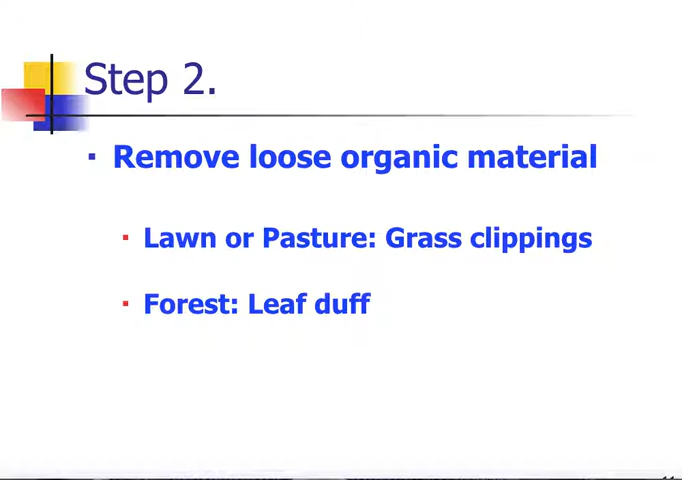 Step 2.
Remove loose organic material
Lawn or Pasture: Grass clippings
Forest: Leaf duff